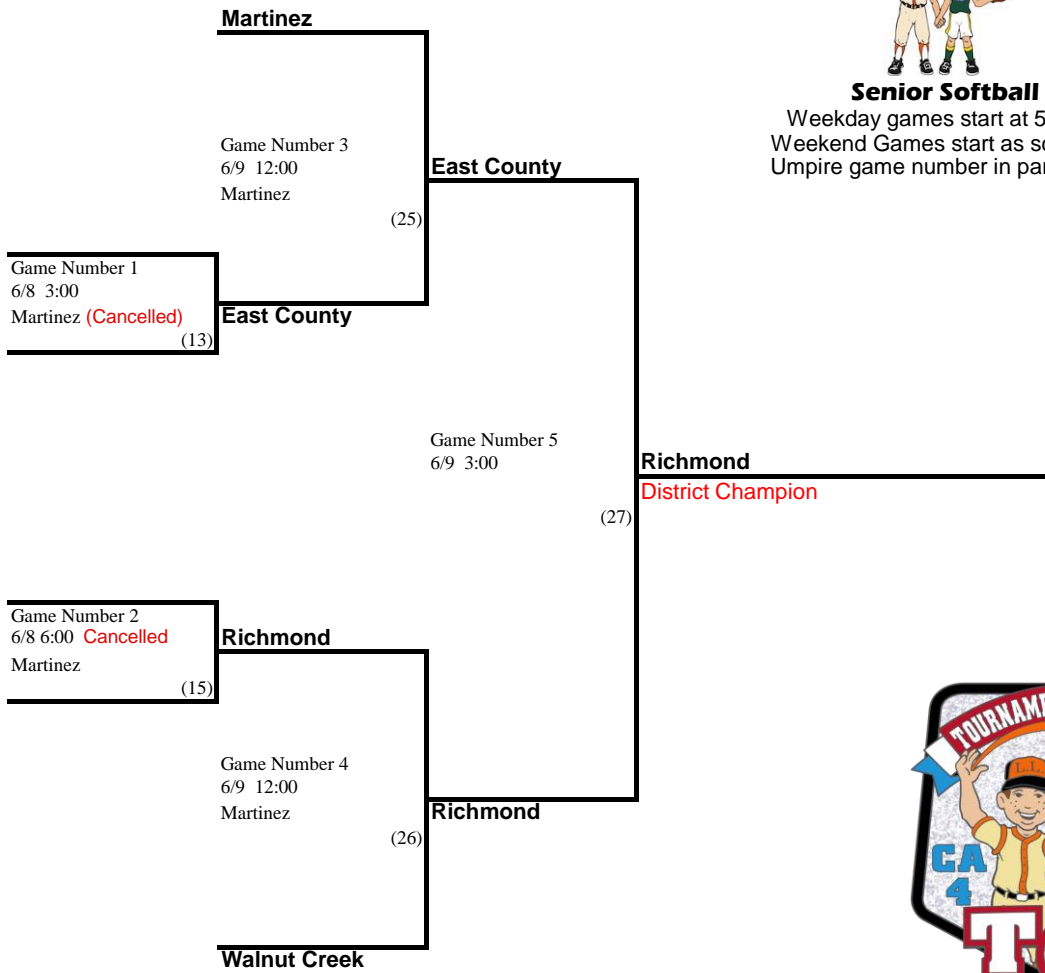 Martinez
Senior Softball
Weekday games start at 5
Weekend Games start as s
Umpire game number in pa
Game Number 3
6/9 12:00
Martinez
(25)
East County
Game Number 1
6/8 3:00
Martinez (Cancelled)
(13)
East County
Game Number 5
6/9 3:00
(27)
Richmond
District Champion
Game Number 2
6/8 6:00 Cancelled
Martinez
(15)
Richmond
Game Number 4
6/9 12:00
Martinez
(26)
Richmond
Walnut Creek
TOURNAME
L.L.
CA
4
T